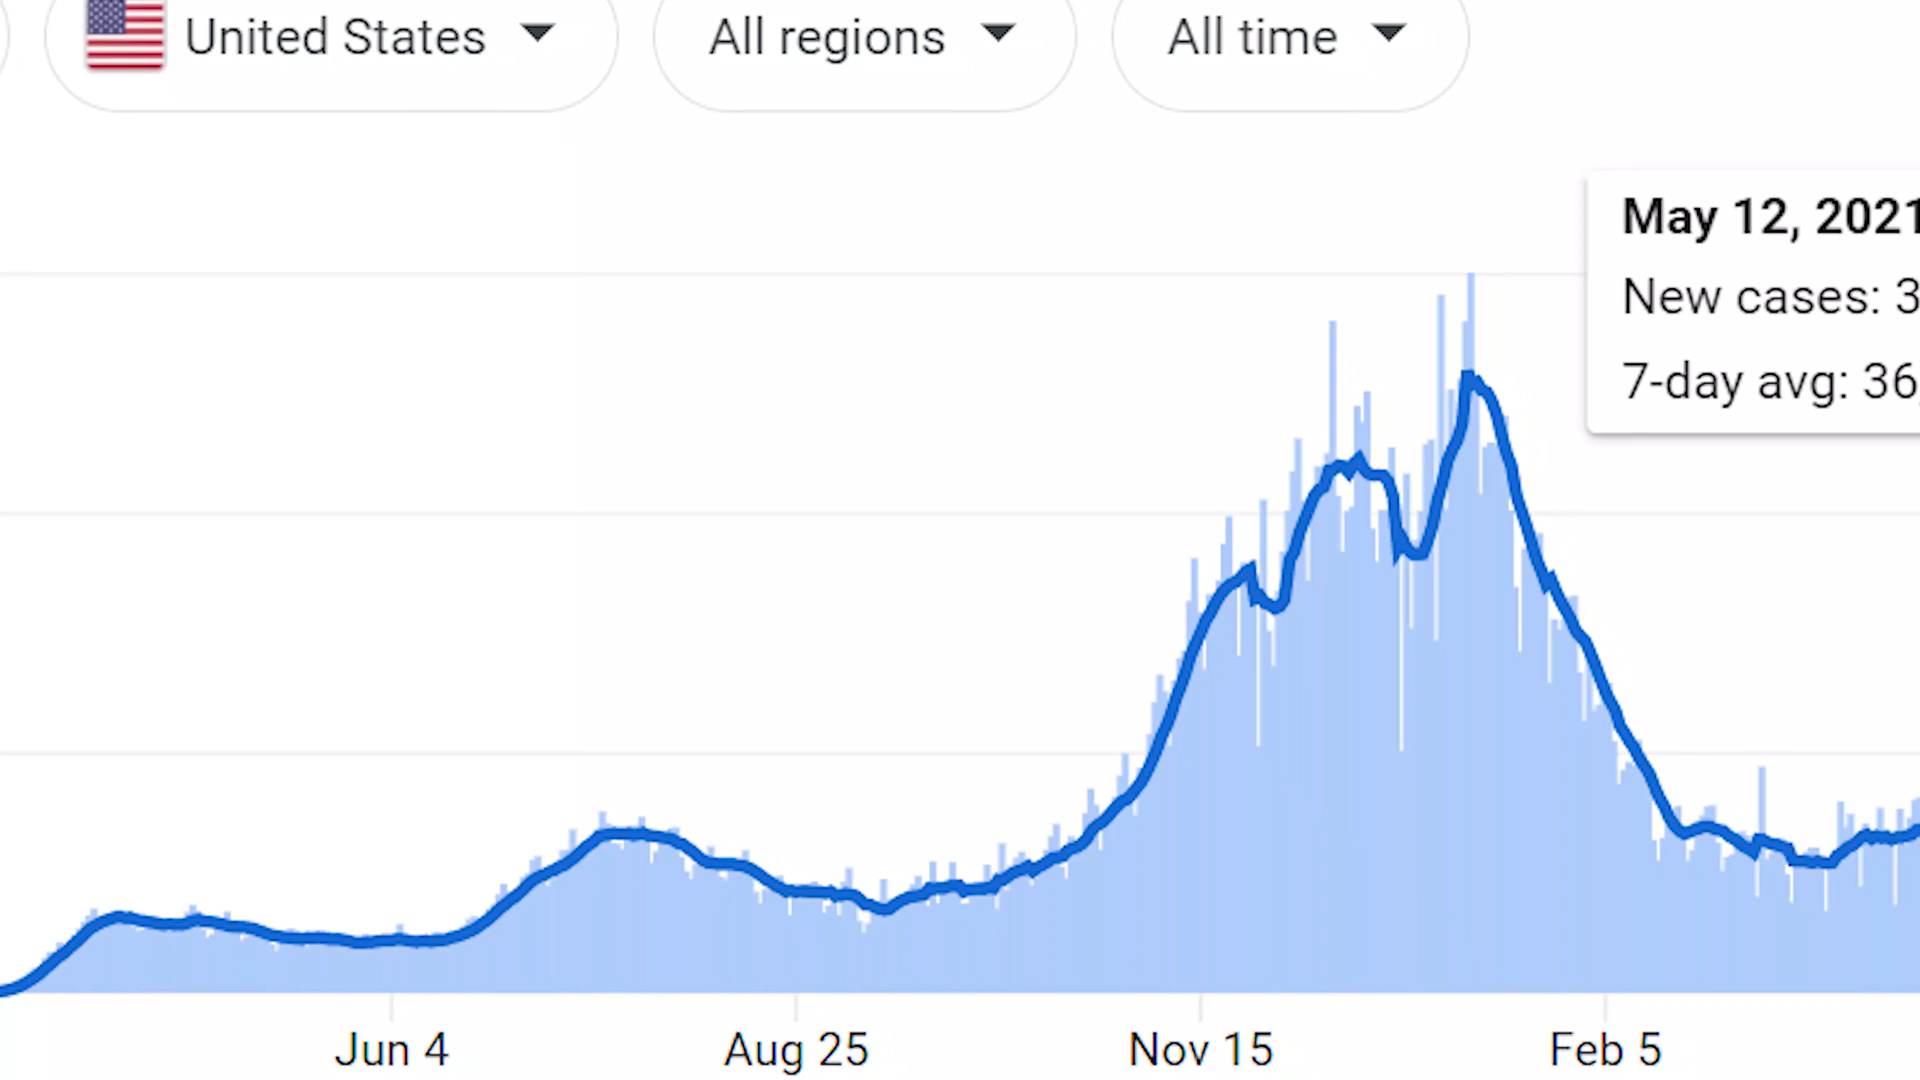 United States
All regions
All time
May 12, 2021
New cases: 3
7-day avg: 36
Jun 4
Aug 25
Nov 15
Feb 5